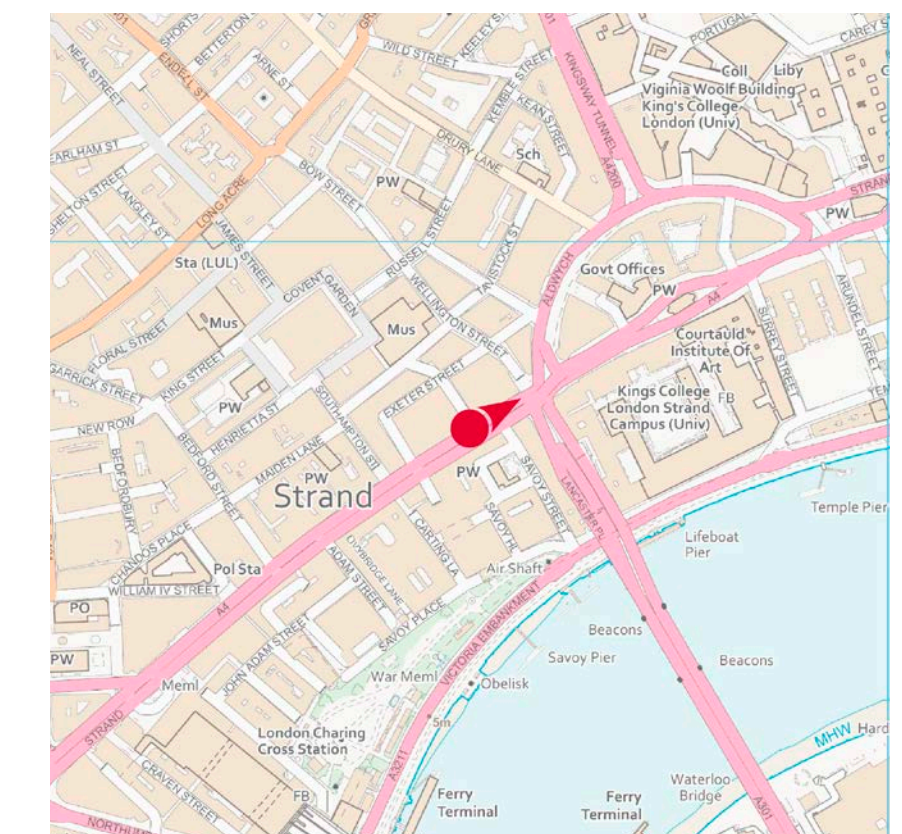 SHORTS
BETTERTON ST
ARNE ST
ENDELL ST
NEAL STREET
WILD STREET
KEELEY ST
KEMBLE STREET
KEAN STREET
KINGSWAY TUNNEL
A4200
PORTUGAL
CAREY S
Coll
Liby
Viginia Woolf Building
King's College
London (Univ)
DRURY LANE
Sch
EARLHAM ST
SHELTON STREET
LANGLEY ST
LONG ACRE
BOW STREET
PW
STRAND
PW
JAMES STREET
Sta (LUL)
RUSSELL STREET
TAVISTOCK ST
ALDWYCH
Govt Offices
PW
A4
COVENT
GARDEN
WELLINGTON STREET
SURREY STREET
ARUNDEL STREET
FLORAL STREET
Mus
Mus
Courtauld
Institute Of
Art
GARRICK STREET
KING STREET
EXETER STREET
Kings College
London Strand
Campus (Univ)
FB
PW
HENRIETTA ST
SOUTHAMPTON ST
NEW ROW
BEDFORDBURY
BEDFORD STREET
MAIDEN LANE
PW
Strand
PW
SAVOY STREET
LANCASTER PL
Temple Pier
SAVOY HL
CHANDOS PLACE
CARTING LA
Lifeboat
Pier
Pol Sta
IVYBRIDGE LANE
ADAM STREET
Air Shaft
WILLIAM IV STREET
PO
A4
SAVOY PLACE
VICTORIA EMBANKMENT
Beacons
JOHN ADAM STREET
Savoy Pier
Beacons
PW
Meml
War Meml
Obelisk
STRAND
5m
London Charing
Cross Station
MHW
Hard
A3211
CRAVEN STREET
FB
Ferry
Terminal
Ferry
Terminal
Waterloo
Bridge
A301
NORTHUM